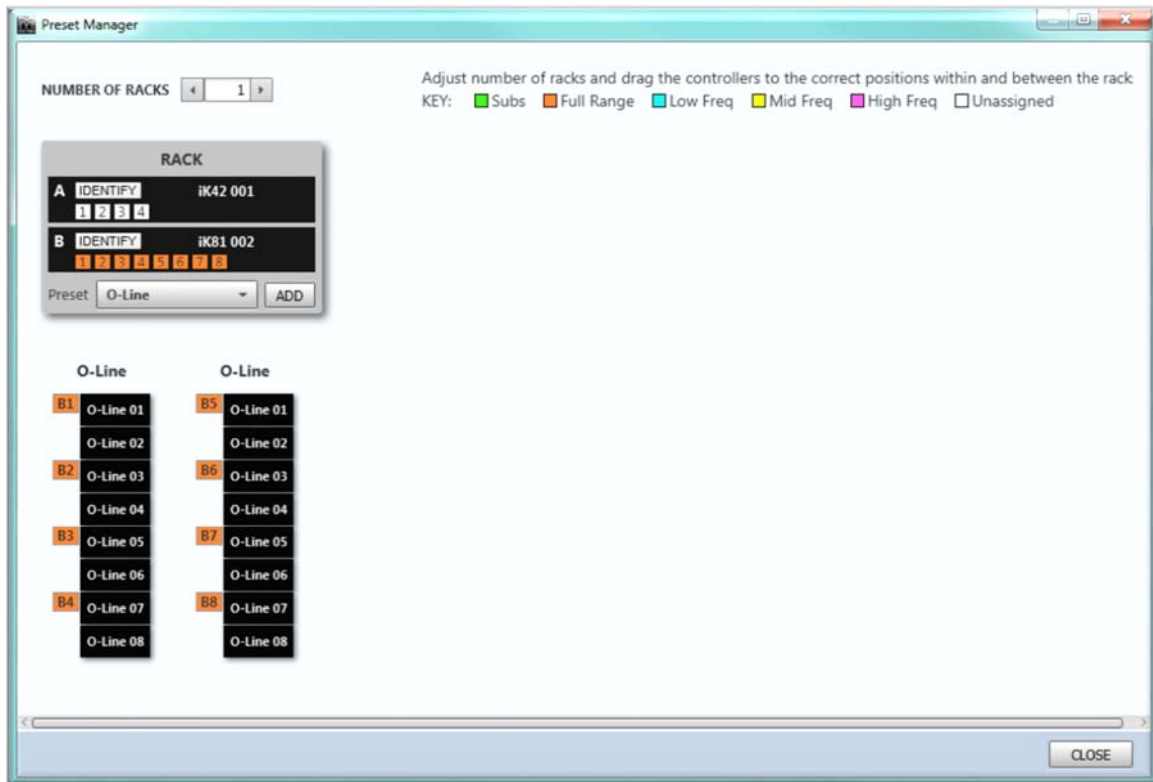 Preset Manager
NUMBER OF RACKS 1
Adjust number of racks and drag the controllers to the correct positions within and between the rack
KEY: Subs Full Range Low Freq Mid Freq High Freq Unassigned
RACK
A IDENTIFY iK42 001
1 2 3 4
B IDENTIFY iK81 002
1 2 3 4 5 6 7 8
Preset O-Line ADD
O-Line O-Line
B1 O-Line 01 B5 O-Line 01
O-Line 02 O-Line 02
B2 O-Line 03 B6 O-Line 03
O-Line 04 O-Line 04
B3 O-Line 05 B7 O-Line 05
O-Line 06 O-Line 06
B4 O-Line 07 B8 O-Line 07
O-Line 08 O-Line 08
CLOSE